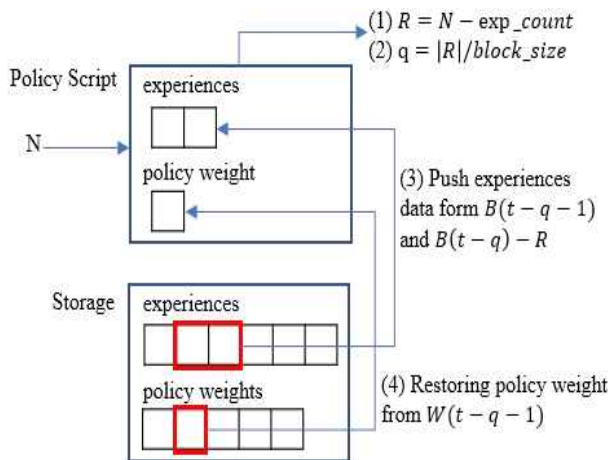 (1) R = N − exp_count
(2) q = |R|/block_size
Policy Script
experiences
N
policy weight
(3) Push experiences
data form B(t − q − 1)
and B(t − q) − R
Storage
experiences
policy weights
(4) Restoring policy weight
from W(t − q − 1)